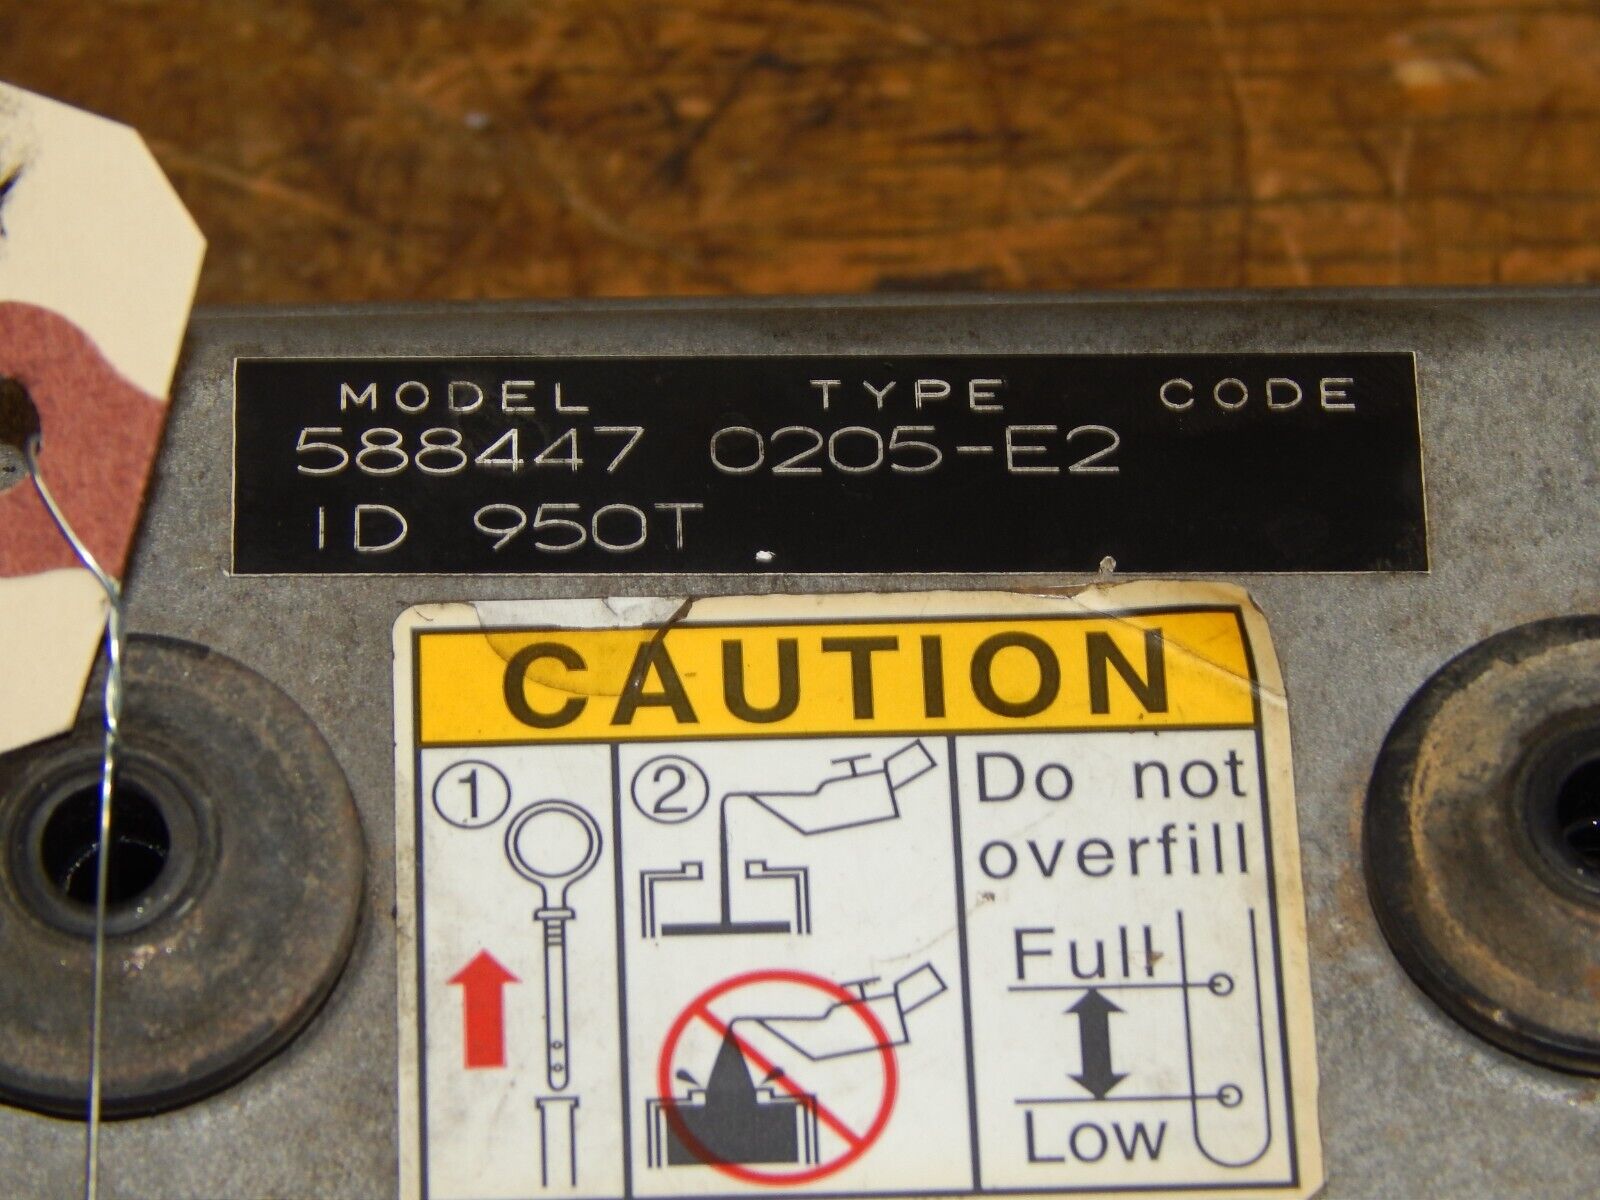 MODEL TYPE CODE
588447 0205-E2
ID 950T
CAUTION
1
2
Do not
overfill
Full
Low